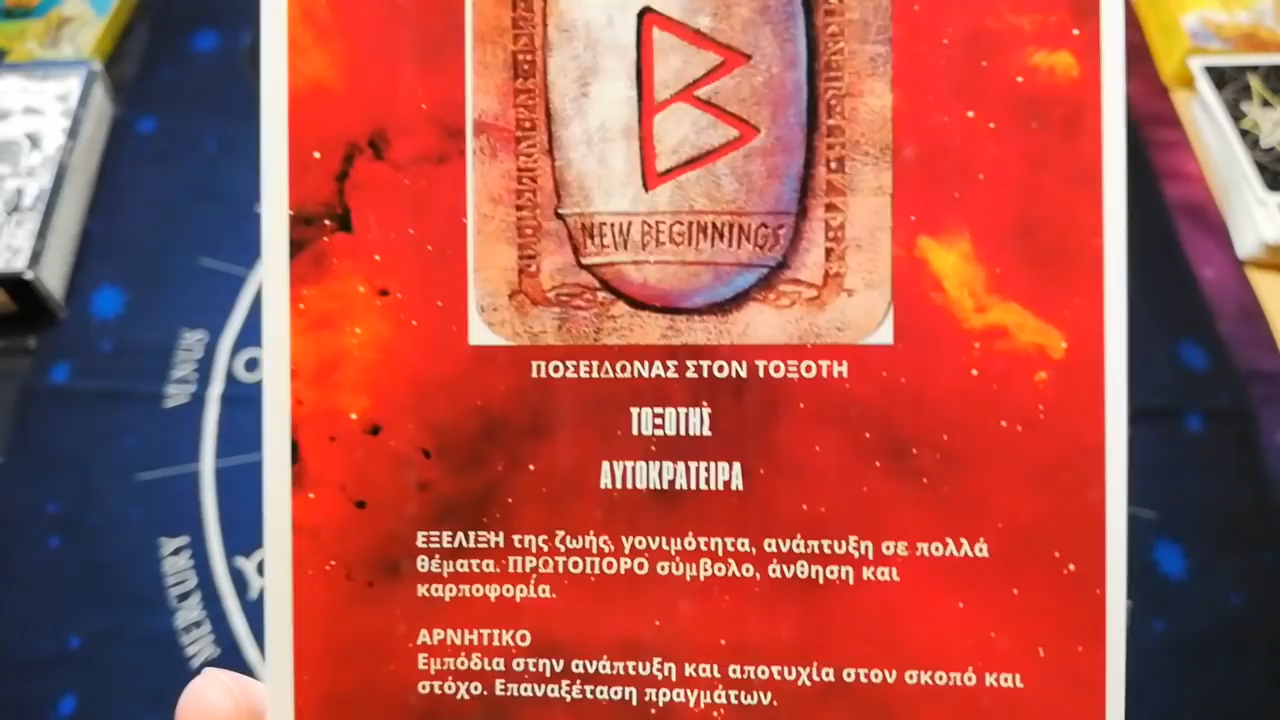 NEW BEGINNINGS
ΠΟΣΕΙΔΩΝΑΣ ΣΤΟΝ ΤΟΞΟΤΗ
ΤΟΞΟΤΗΣ
ΑΥΤΟΚΡΑΤΕΙΡΑ
ΕΞΕΛΙΞΗ της ζωής, γονιμότητα, ανάπτυξη σε πολλά
θέματα. ΠΡΩΤΟΠΟΡΟ σύμβολο, άνθηση και
καρποφορία.
ΑΡΝΗΤΙΚΟ
Εμπόδια στην ανάπτυξη και αποτυχία στον σκοπό και
στόχο. Επαναξέταση πραγμάτων.
VENUS
MERCURY